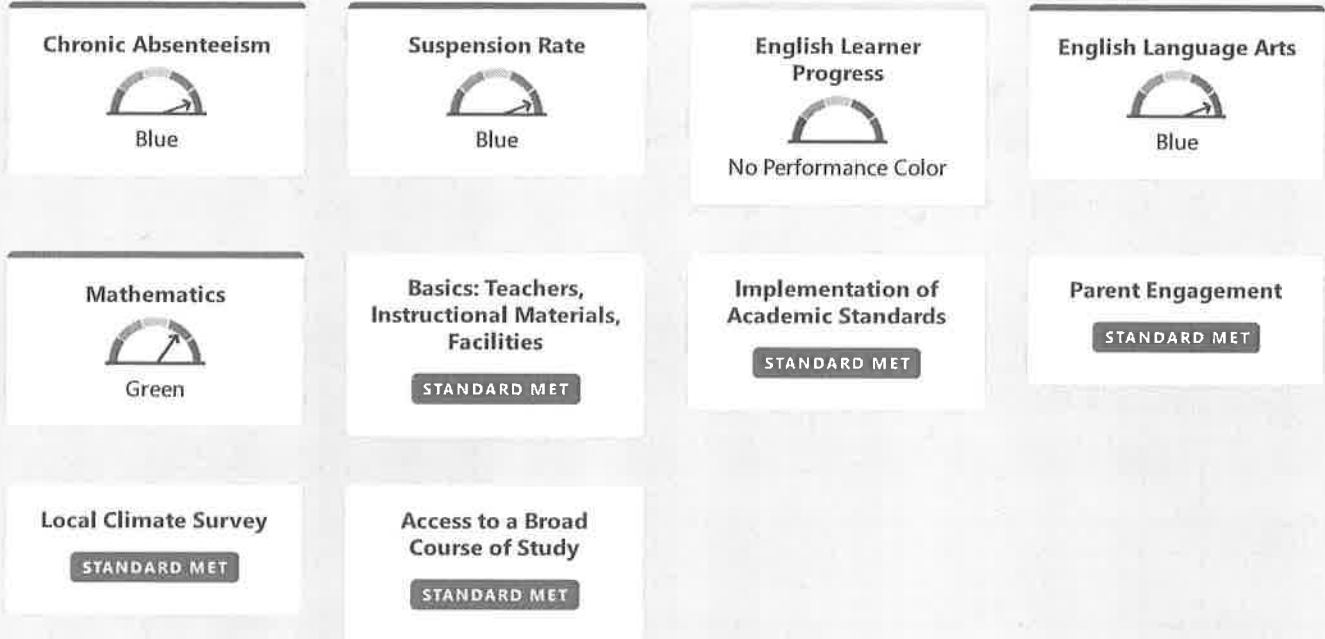 Chronic Absenteeism
Blue
Suspension Rate
Blue
English Learner
Progress
No Performance Color
English Language Arts
Blue
Mathematics
Green
Basics: Teachers,
Instructional Materials,
Facilities
STANDARD MET
Implementation of
Academic Standards
STANDARD MET
Parent Engagement
STANDARD MET
Local Climate Survey
STANDARD MET
Access to a Broad
Course of Study
STANDARD MET